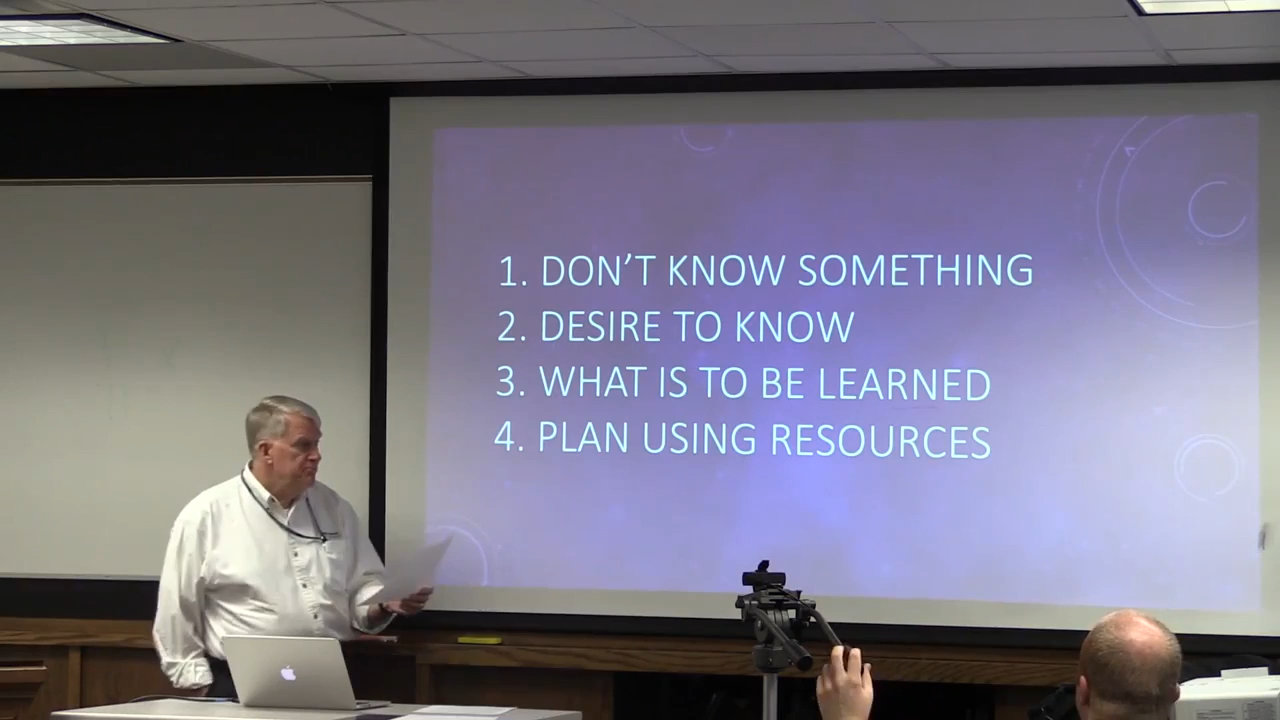 1. DON'T KNOW SOMETHING
2. DESIRE TO KNOW
3. WHAT IS TO BE LEARNED
4. PLAN USING RESOURCES